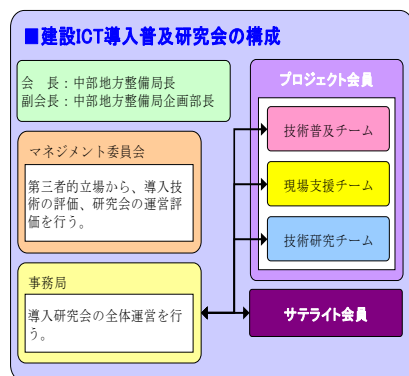 ■建設ICT導入普及研究会の構成
会　長：中部地方整備局長
副会長：中部地方整備局企画部長
マネジメント委員会
第三者的立場から、導入技
術の評価、研究会の運営評
価を行う。
事務局
導入研究会の全体運営を行
う。
プロジェクト会員
技術普及チーム
現場支援チーム
技術研究チーム
サテライト会員